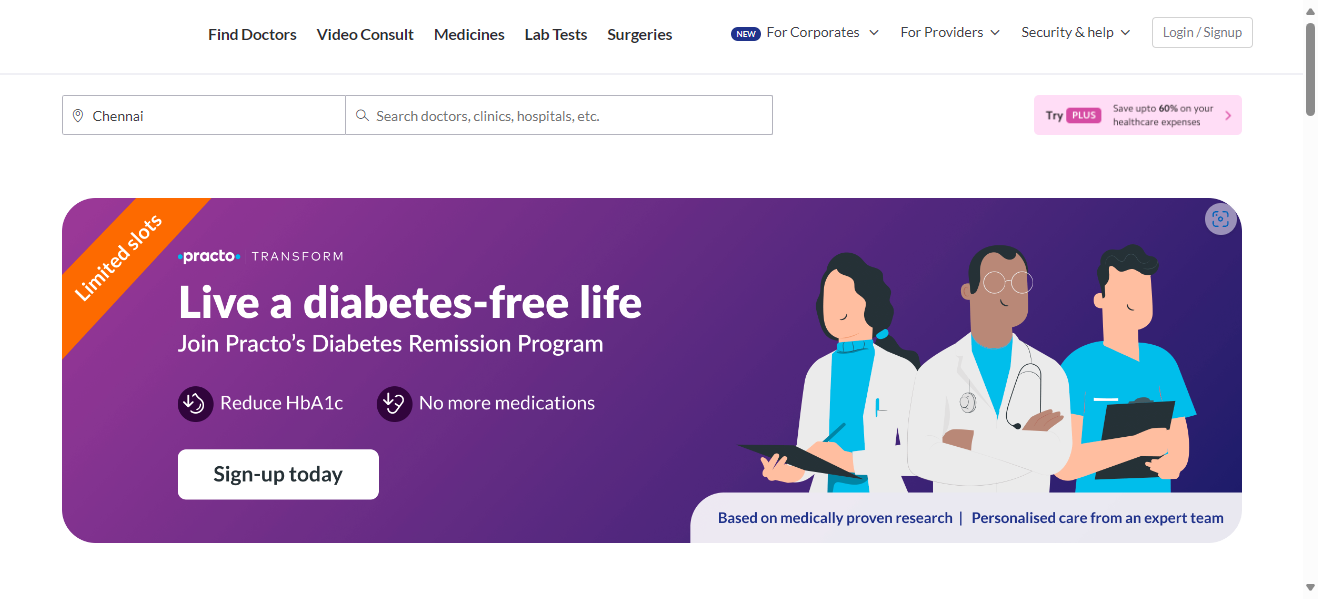 Find Doctors Video Consult Medicines Lab Tests Surgeries NEW For Corporates For Providers Security & help Login / Signup
Chennai Search doctors, clinics, hospitals, etc.
Try PLUS Save upto 60% on your
healthcare expenses
Limited slots
practo TRANSFORM
Live a diabetes-free life
Join Practo's Diabetes Remission Program
Reduce HbA1c No more medications
Sign-up today
Based on medically proven research | Personalised care from an expert team